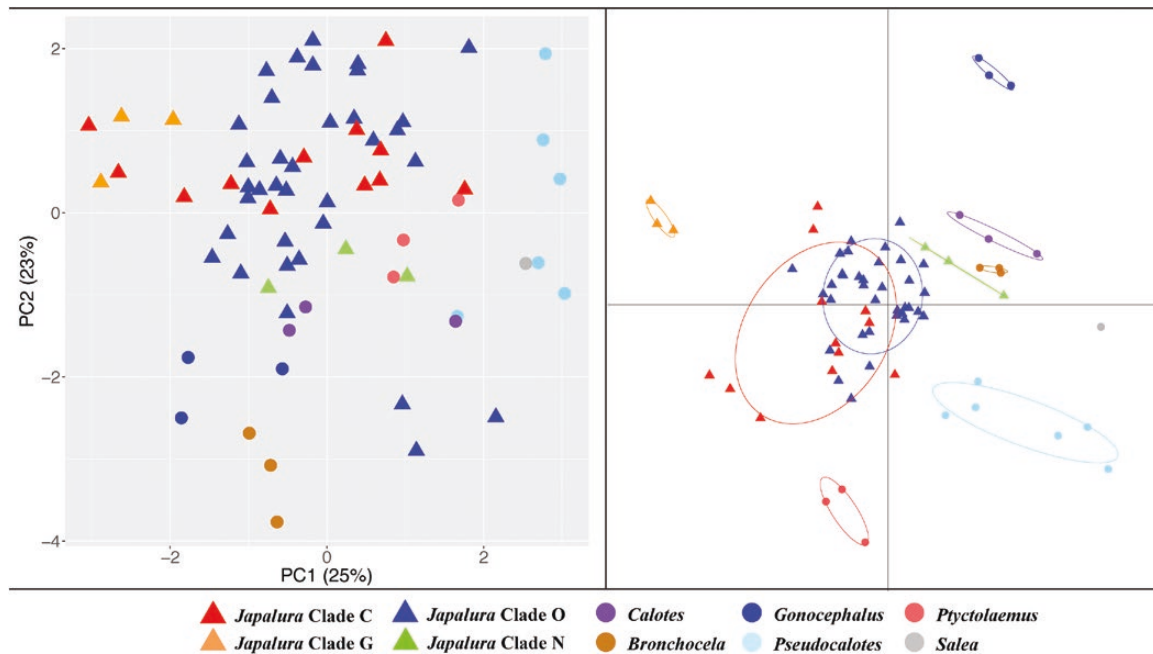 2
0
−2
−4
PC2 (23%)
−2
0
2
PC1 (25%)
Japalura Clade C
Japalura Clade O
Calotes
Gonocephalus
Ptyctolaemus
Japalura Clade G
Japalura Clade N
Bronchocela
Pseudocalotes
Salea